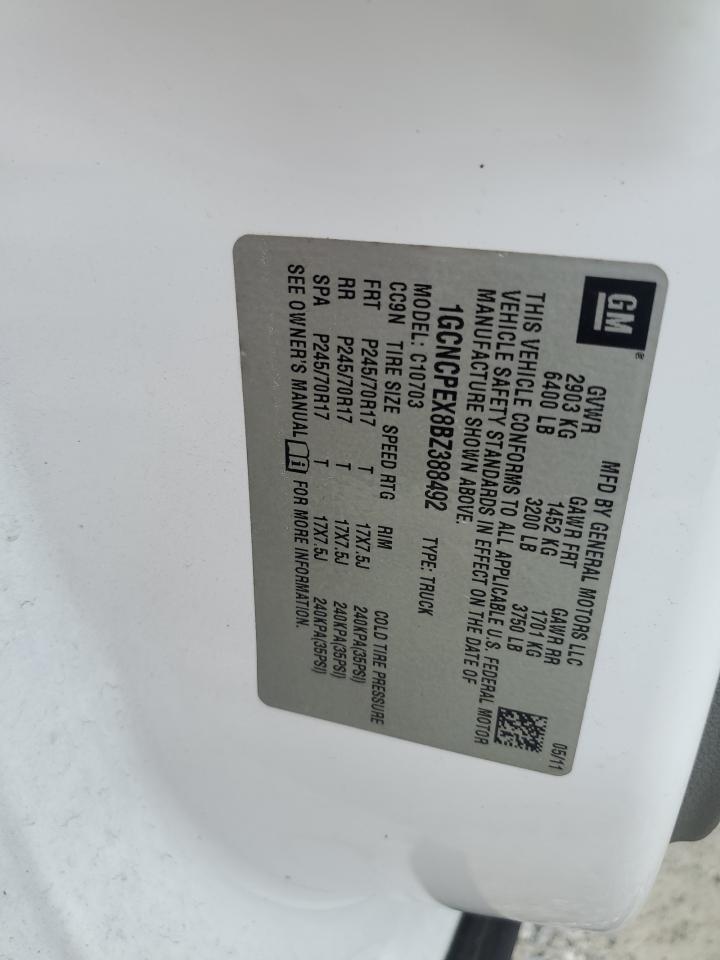 GM
MFD BY GENERAL MOTORS LLC 05/11
GVWR GAWR FRT GAWR RR
2903 KG 1452 KG 1701 KG
6400 LB 3200 LB 3750 LB
THIS VEHICLE CONFORMS TO ALL APPLICABLE U.S. FEDERAL MOTOR
VEHICLE SAFETY STANDARDS IN EFFECT ON THE DATE OF
MANUFACTURE SHOWN ABOVE.
1GCNCPEX8BZ388492 TYPE: TRUCK
MODEL: C10703
CC9N TIRE SIZE SPEED RTG RIM COLD TIRE PRESSURE
FRT P245/70R17 T 17X7.5J 240KPA(35PSI)
RR P245/70R17 T 17X7.5J 240KPA(35PSI)
SPA P245/70R17 T 17X7.5J 240KPA(35PSI)
SEE OWNER'S MANUAL i FOR MORE INFORMATION.